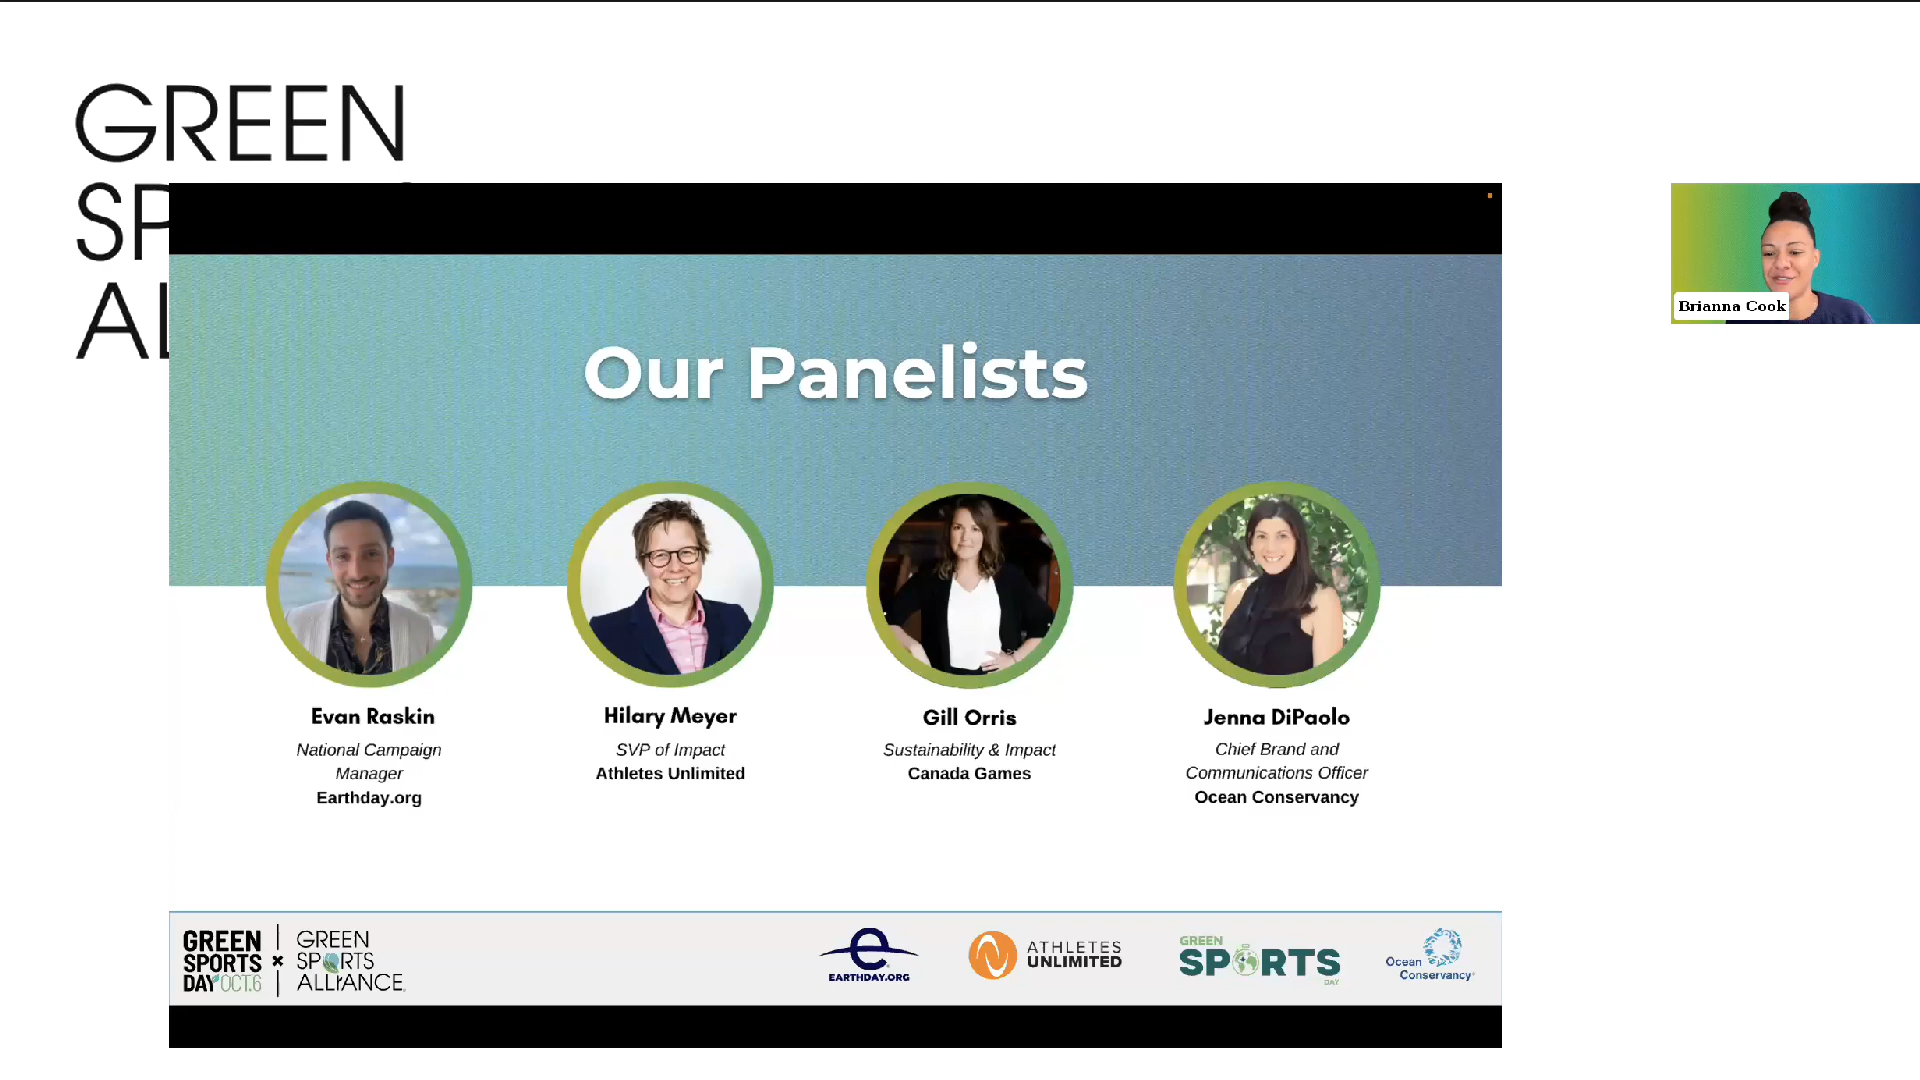 GREEN
SP
AL
Brianna Cook
Our Panelists
Evan Raskin
National Campaign
Manager
Earthday.org
Hilary Meyer
SVP of Impact
Athletes Unlimited
Gill Orris
Sustainability & Impact
Canada Games
Jenna DiPaolo
Chief Brand and
Communications Officer
Ocean Conservancy
GREEN
SPORTS
DAY OCT.6
×
GREEN
SPORTS
ALLIANCE
EARTHDAY.ORG
ATHLETES
UNLIMITED
GREEN
SPORTS
DAY
Ocean
Conservancy